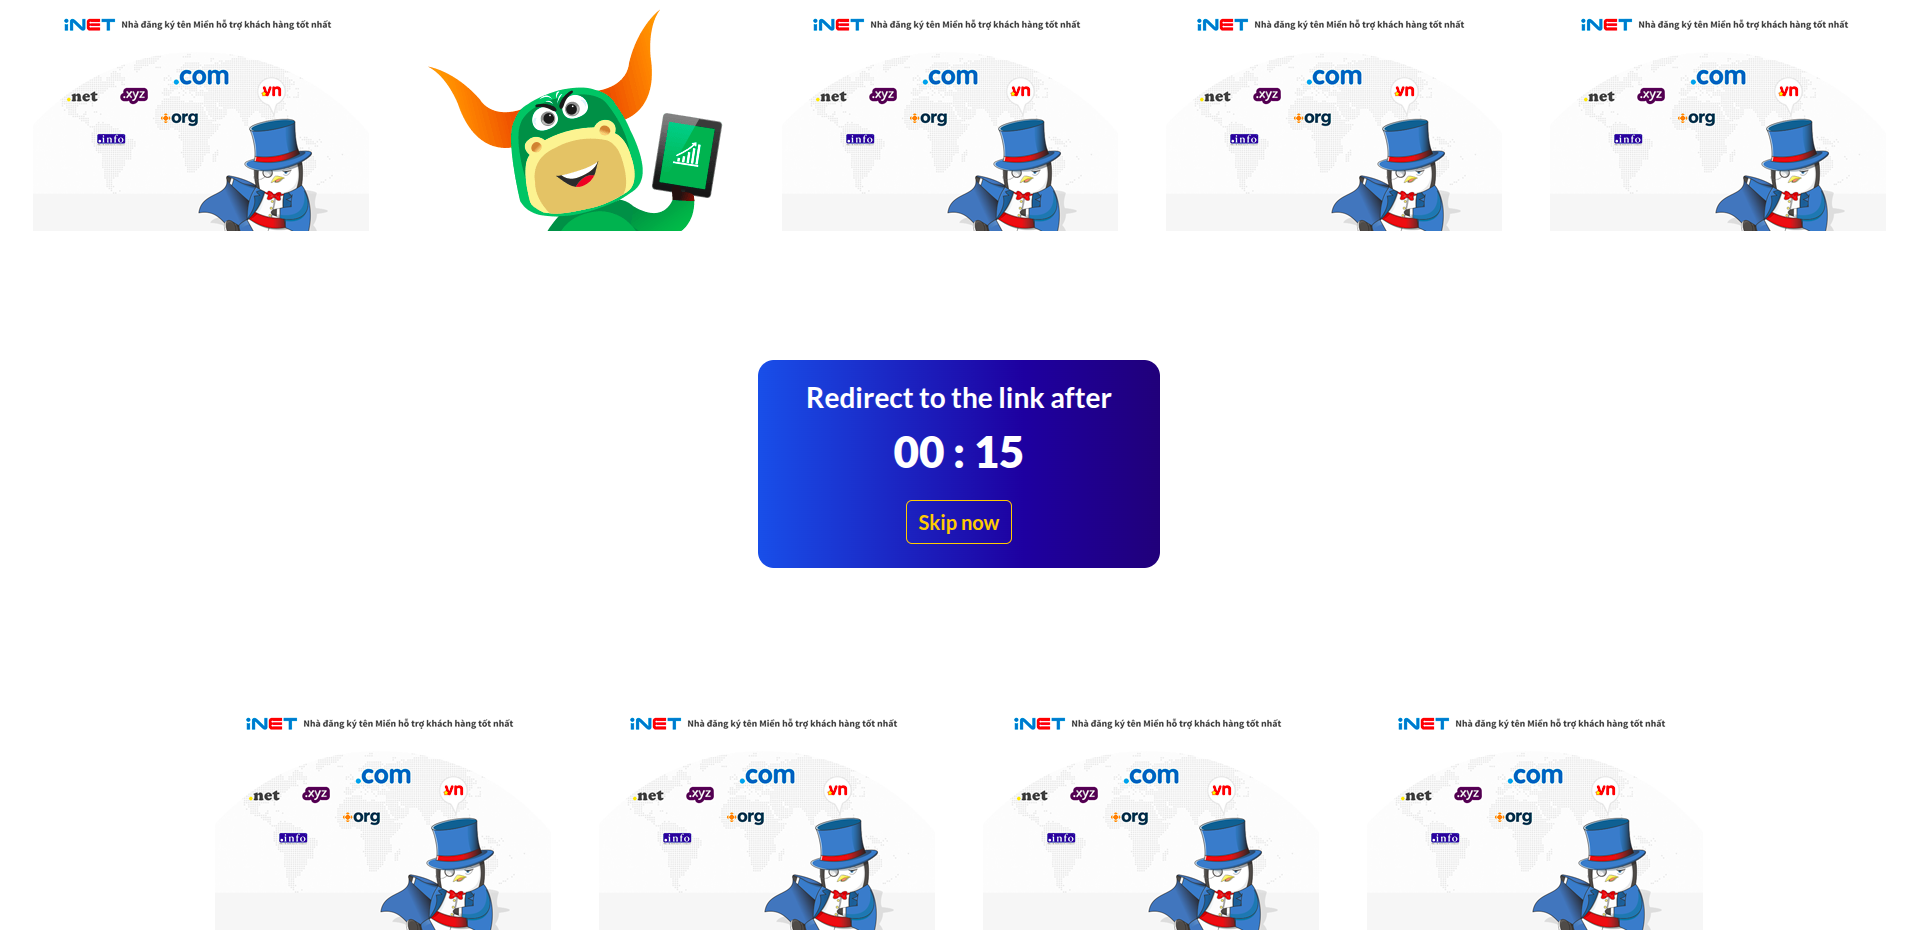 iNET Nhà đăng ký tên Miền hỗ trợ khách hàng tốt nhất
.com
.vn
.net
.xyz
org
.info
iNET Nhà đăng ký tên Miền hỗ trợ khách hàng tốt nhất
.com
.vn
.net
.xyz
org
.info
iNET Nhà đăng ký tên Miền hỗ trợ khách hàng tốt nhất
.com
.vn
.net
.xyz
org
.info
iNET Nhà đăng ký tên Miền hỗ trợ khách hàng tốt nhất
.com
.vn
.net
.xyz
org
.info
Redirect to the link after
00 : 15
Skip now
iNET Nhà đăng ký tên Miền hỗ trợ khách hàng tốt nhất
.com
.vn
.net
.xyz
org
.info
iNET Nhà đăng ký tên Miền hỗ trợ khách hàng tốt nhất
.com
.vn
.net
.xyz
org
.info
iNET Nhà đăng ký tên Miền hỗ trợ khách hàng tốt nhất
.com
.vn
.net
.xyz
org
.info
iNET Nhà đăng ký tên Miền hỗ trợ khách hàng tốt nhất
.com
.vn
.net
.xyz
org
.info